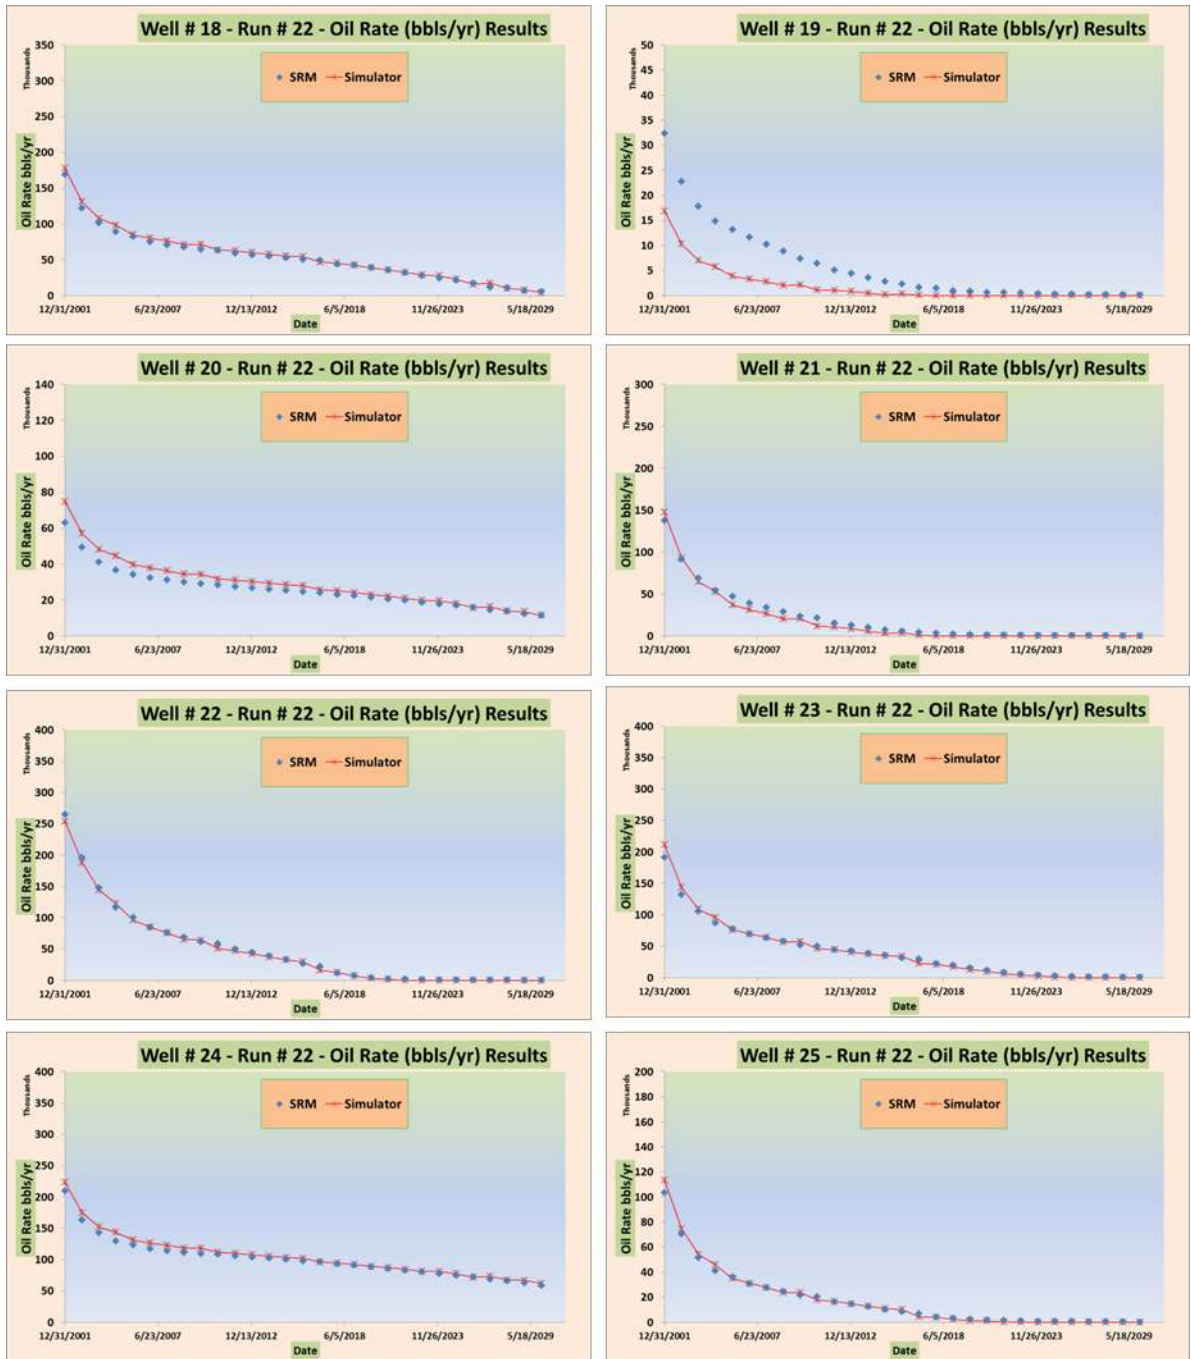 Well # 18 - Run # 22 - Oil Rate (bbls/yr) Results
Thousands
Oil Rate bbls/yr
350
300
250
200
150
100
50
0
SRM Simulator
12/31/2001 6/23/2007 12/13/2012 6/5/2018 11/26/2023 5/18/2029
Date
Well # 19 - Run # 22 - Oil Rate (bbls/yr) Results
Thousands
Oil Rate bbls/yr
50
45
40
35
30
25
20
15
10
5
0
SRM Simulator
12/31/2001 6/23/2007 12/13/2012 6/5/2018 11/26/2023 5/18/2029
Date
Well # 20 - Run # 22 - Oil Rate (bbls/yr) Results
Thousands
Oil Rate bbls/yr
140
120
100
80
60
40
20
0
SRM Simulator
12/31/2001 6/23/2007 12/13/2012 6/5/2018 11/26/2023 5/18/2029
Date
Well # 21 - Run # 22 - Oil Rate (bbls/yr) Results
Thousands
Oil Rate bbls/yr
300
250
200
150
100
50
0
SRM Simulator
12/31/2001 6/23/2007 12/13/2012 6/5/2018 11/26/2023 5/18/2029
Date
Well # 22 - Run # 22 - Oil Rate (bbls/yr) Results
Thousands
Oil Rate bbls/yr
400
350
300
250
200
150
100
50
0
SRM Simulator
12/31/2001 6/23/2007 12/13/2012 6/5/2018 11/26/2023 5/18/2029
Date
Well # 23 - Run # 22 - Oil Rate (bbls/yr) Results
Thousands
Oil Rate bbls/yr
400
350
300
250
200
150
100
50
0
SRM Simulator
12/31/2001 6/23/2007 12/13/2012 6/5/2018 11/26/2023 5/18/2029
Date
Well # 24 - Run # 22 - Oil Rate (bbls/yr) Results
Thousands
Oil Rate bbls/yr
400
350
300
250
200
150
100
50
0
SRM Simulator
12/31/2001 6/23/2007 12/13/2012 6/5/2018 11/26/2023 5/18/2029
Date
Well # 25 - Run # 22 - Oil Rate (bbls/yr) Results
Thousands
Oil Rate bbls/yr
200
180
160
140
120
100
80
60
40
20
0
SRM Simulator
12/31/2001 6/23/2007 12/13/2012 6/5/2018 11/26/2023 5/18/2029
Date